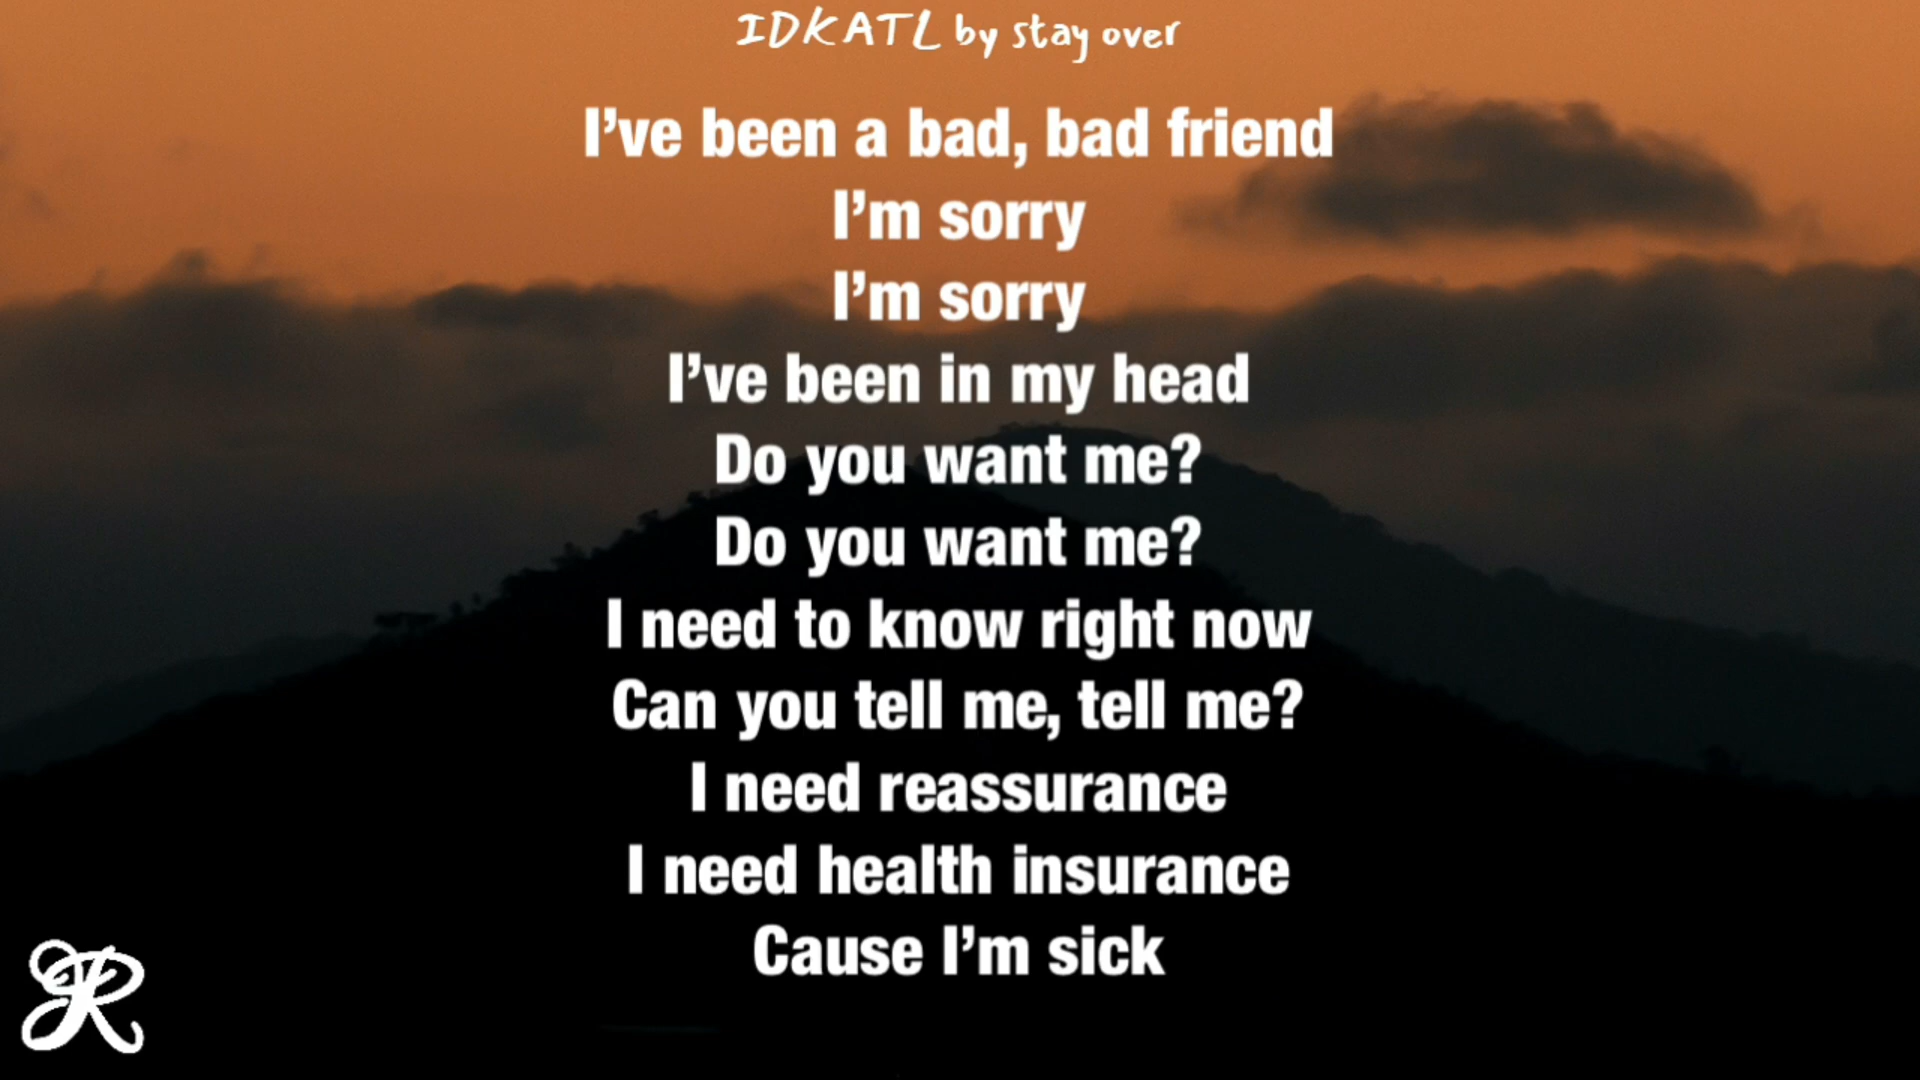 IDKATL by stay over
I've been a bad, bad friend
I'm sorry
I'm sorry
I've been in my head
Do you want me?
Do you want me?
I need to know right now
Can you tell me, tell me?
I need reassurance
I need health insurance
Cause I'm sick
R